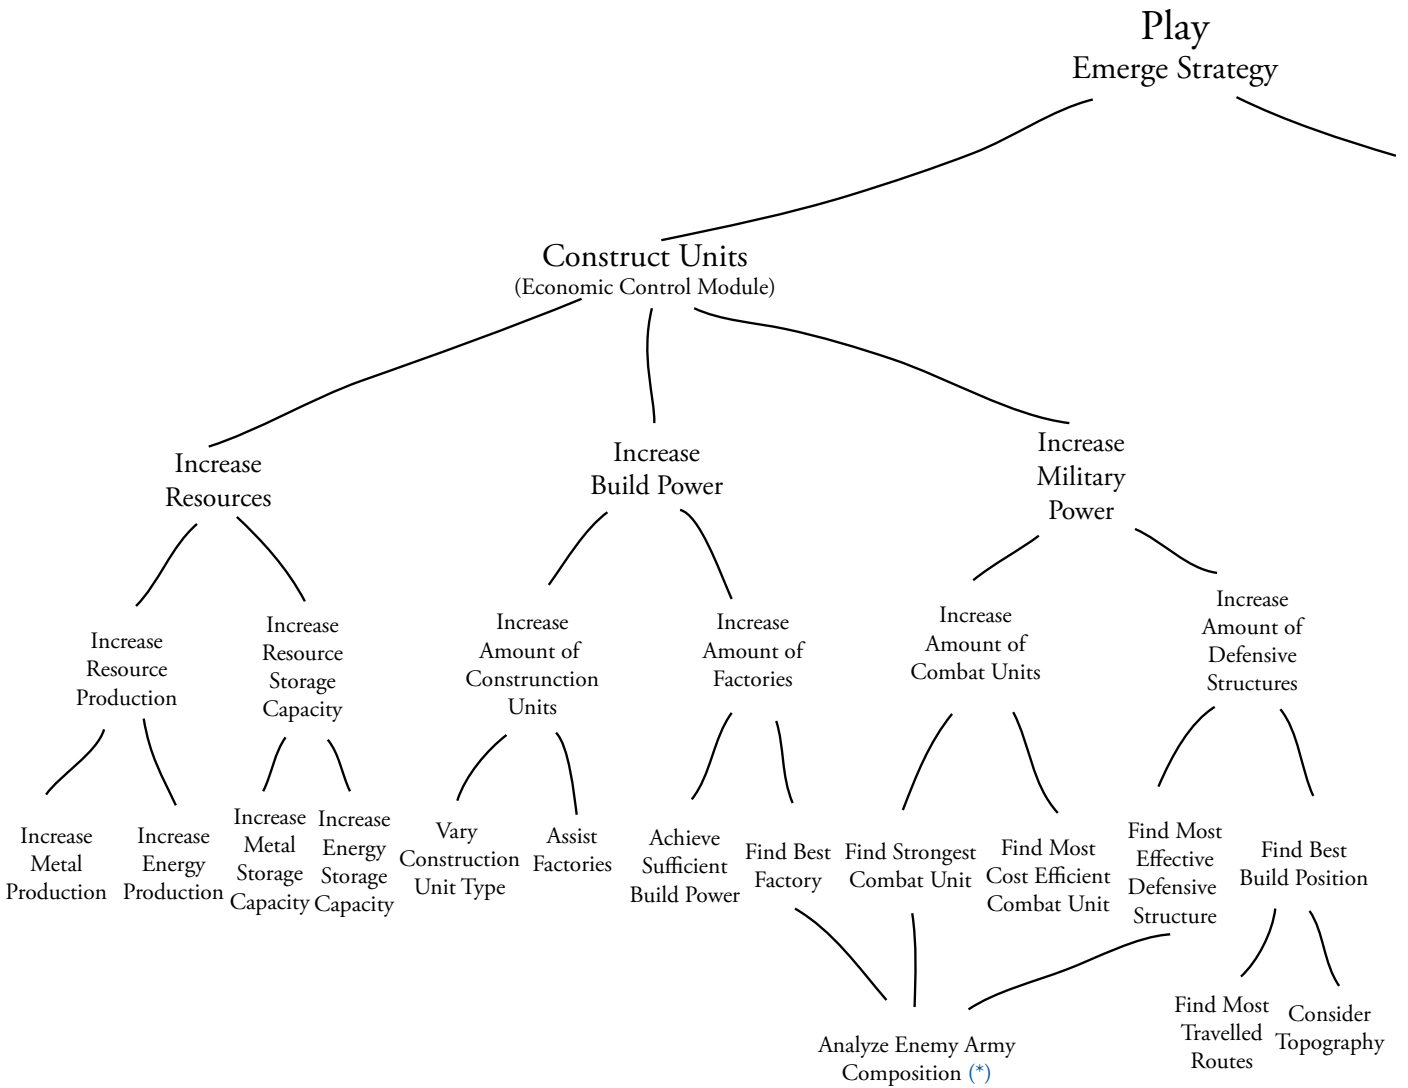 Play
Emerge Strategy
Construct Units
(Economic Control Module)
Increase
Resources
Increase
Build Power
Increase
Military
Power
Increase
Resource
Production
Increase
Resource
Storage
Capacity
Increase
Amount of
Construnction
Units
Increase
Amount of
Factories
Increase
Amount of
Combat Units
Increase
Amount of
Defensive
Structures
Increase
Metal
Production
Increase
Energy
Production
Increase
Metal
Storage
Capacity
Increase
Energy
Storage
Capacity
Vary
Construction
Unit Type
Assist
Factories
Achieve
Sufficient
Build Power
Find Best
Factory
Find Strongest
Combat Unit
Find Most
Cost Efficient
Combat Unit
Find Most
Effective
Defensive
Structure
Find Best
Build Position
Analyze Enemy Army
Composition (*)
Find Most
Travelled
Routes
Consider
Topography